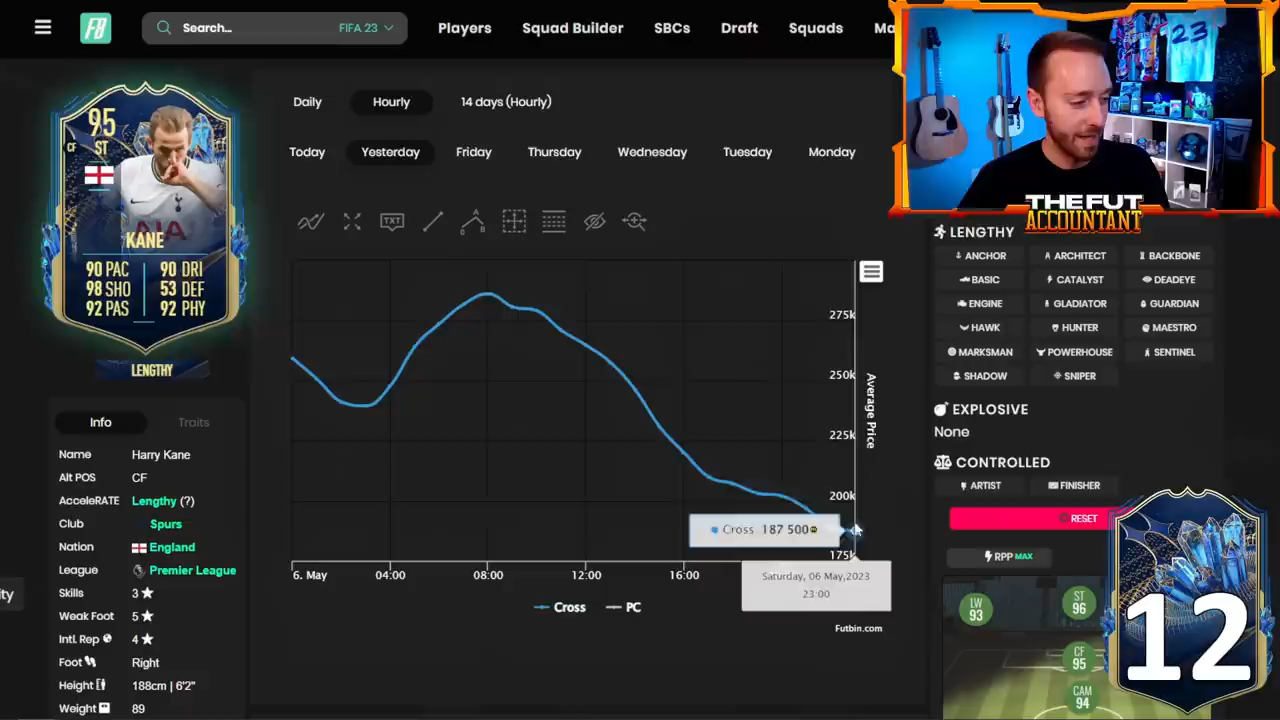 FB
Search...
FIFA 23
Players
Squad Builder
SBCs
Draft
Squads
Ma
95
CF
ST
KANE
90 PAC
90 DRI
98 SHO
53 DEF
92 PAS
92 PHY
LENGTHY
Daily
Hourly
14 days (Hourly)
Today
Yesterday
Friday
Thursday
Wednesday
Tuesday
Monday
TXT
275k
250k
225k
200k
175k
Average Price
Cross 187 500
Saturday, 06 May,2023
23:00
6. May
04:00
08:00
12:00
16:00
Cross
PC
Futbin.com
Info
Traits
Name
Harry Kane
Alt POS
CF
AcceleRATE
Lengthy (?)
Club
Spurs
Nation
England
League
Premier League
Skills
3
Weak Foot
5
Intl. Rep
4
Foot
Right
Height
188cm | 6'2"
Weight
89
ity
23
THE FUT
ACCOUNTANT
LENGTHY
ANCHOR
ARCHITECT
BACKBONE
BASIC
CATALYST
DEADEYE
ENGINE
GLADIATOR
GUARDIAN
HAWK
HUNTER
MAESTRO
MARKSMAN
POWERHOUSE
SENTINEL
SHADOW
SNIPER
EXPLOSIVE
None
CONTROLLED
ARTIST
FINISHER
RESET
RPP MAX
LW
93
ST
96
CF
95
CAM
94
12